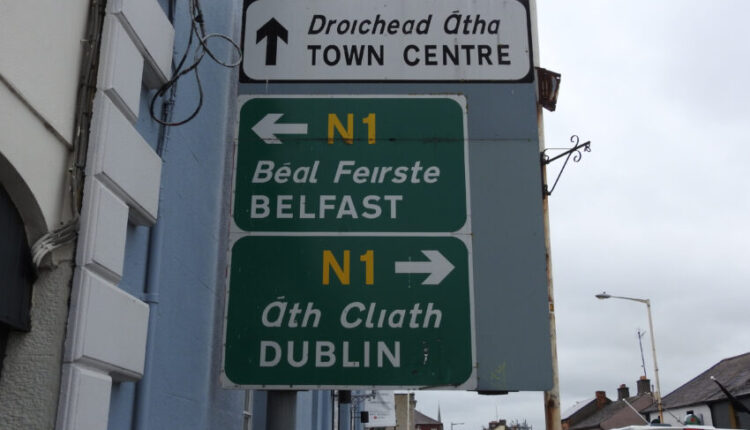 Droichead Átha
TOWN CENTRE
N1
Béal Feirste
BELFAST
N1
Áth Cliath
DUBLIN